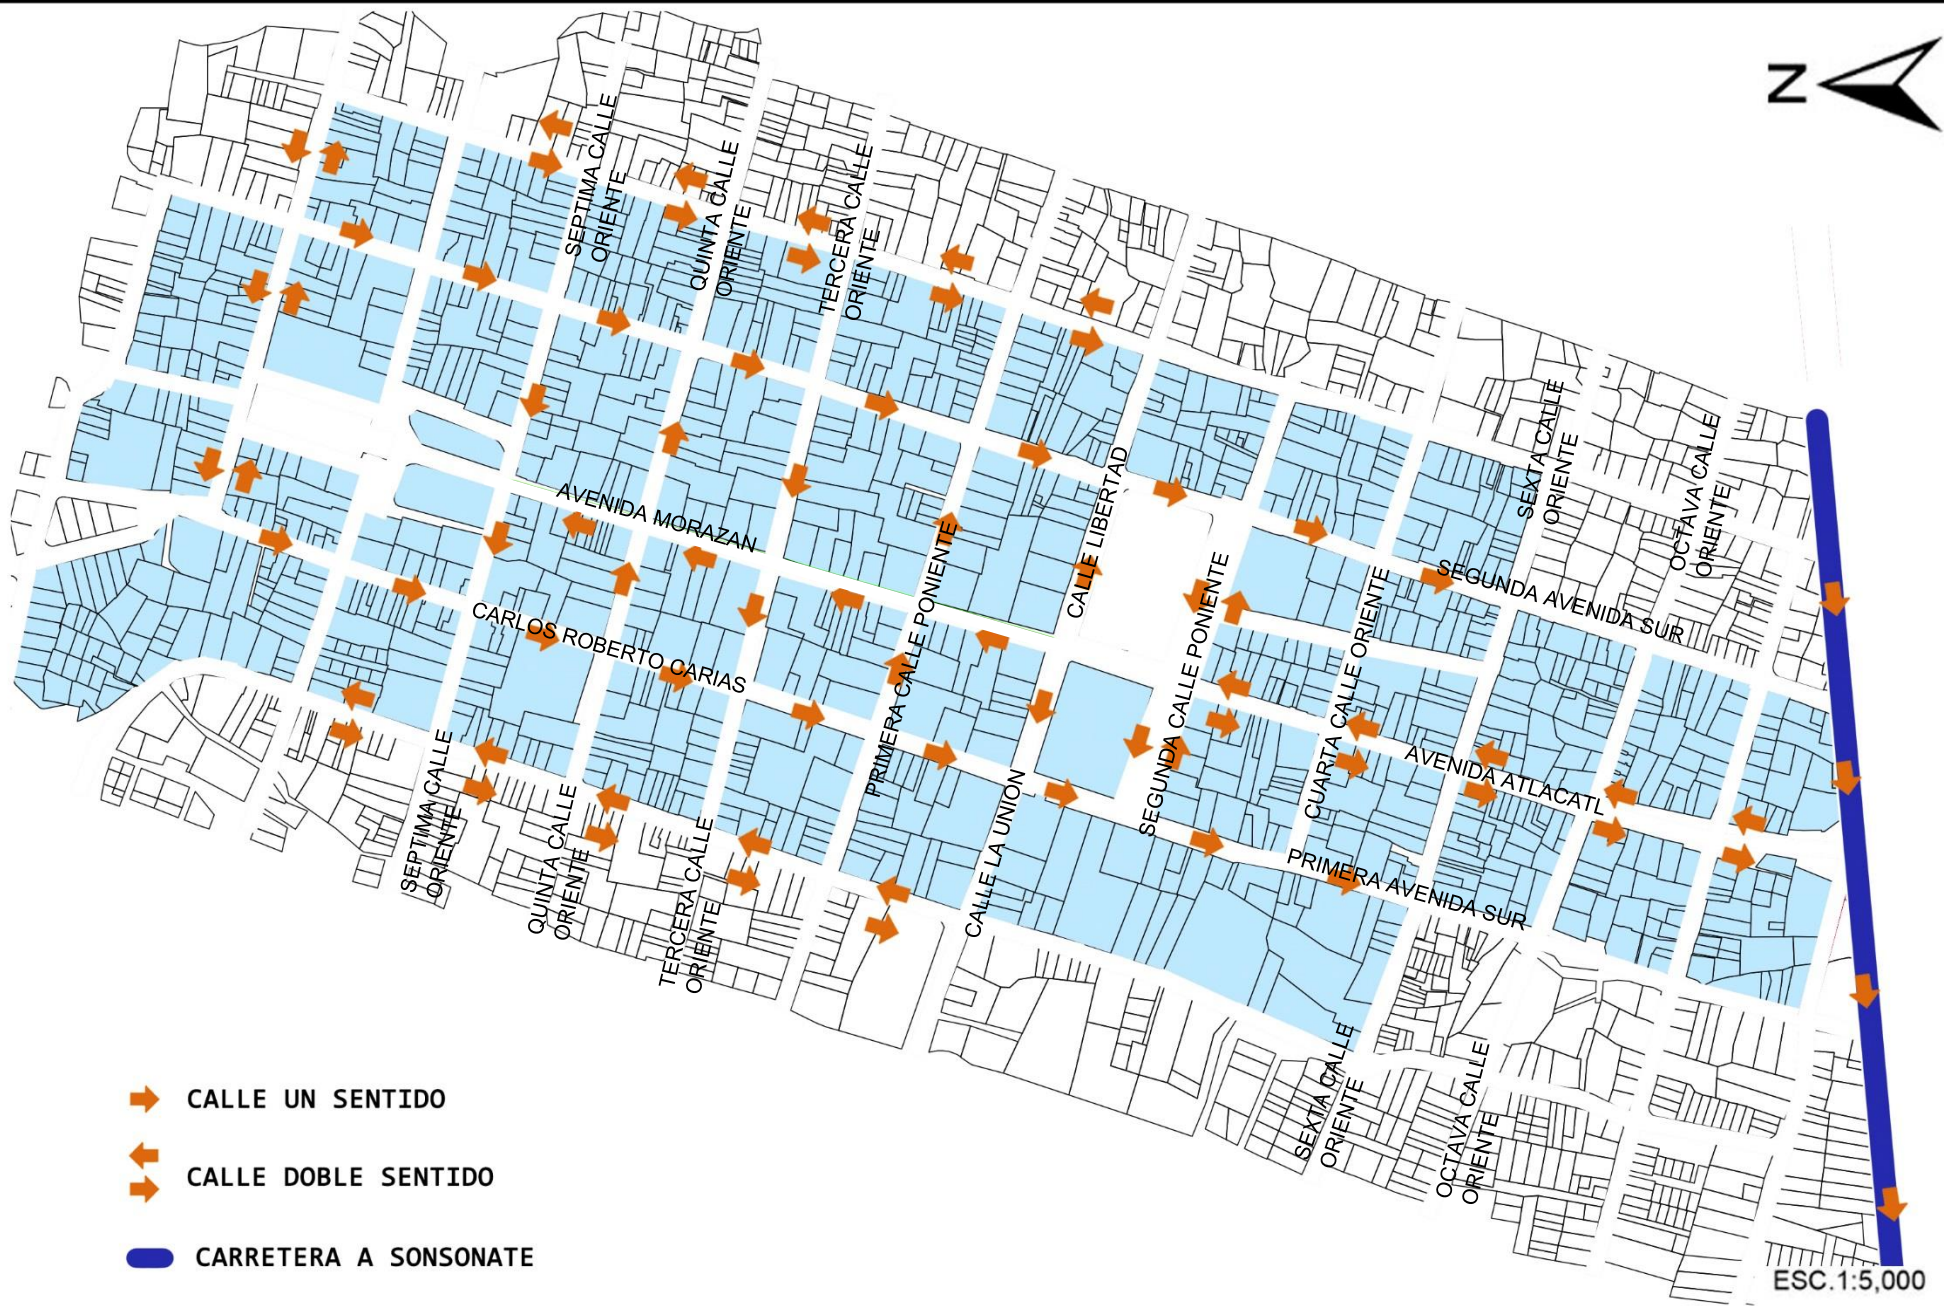 N
SEPTIMA CALLE
ORIENTE
QUINTA CALLE
ORIENTE
TERCERA CALLE
ORIENTE
SEXTA CALLE
ORIENTE
OCTAVA CALLE
ORIENTE
AVENIDA MORAZAN
CALLE LIBERTAD
PRIMERA CALLE PONIENTE
SEGUNDA CALLE PONIENTE
CUARTA CALLE ORIENTE
SEGUNDA AVENIDA SUR
CARLOS ROBERTO CARIAS
AVENIDA ATLACATL
SEPTIMA CALLE
ORIENTE
QUINTA CALLE
ORIENTE
TERCERA CALLE
ORIENTE
CALLE LA UNION
PRIMERA AVENIDA SUR
SEXTA CALLE
ORIENTE
OCTAVA CALLE
ORIENTE
CALLE UN SENTIDO
CALLE DOBLE SENTIDO
CARRETERA A SONSONATE
ESC.1:5,000